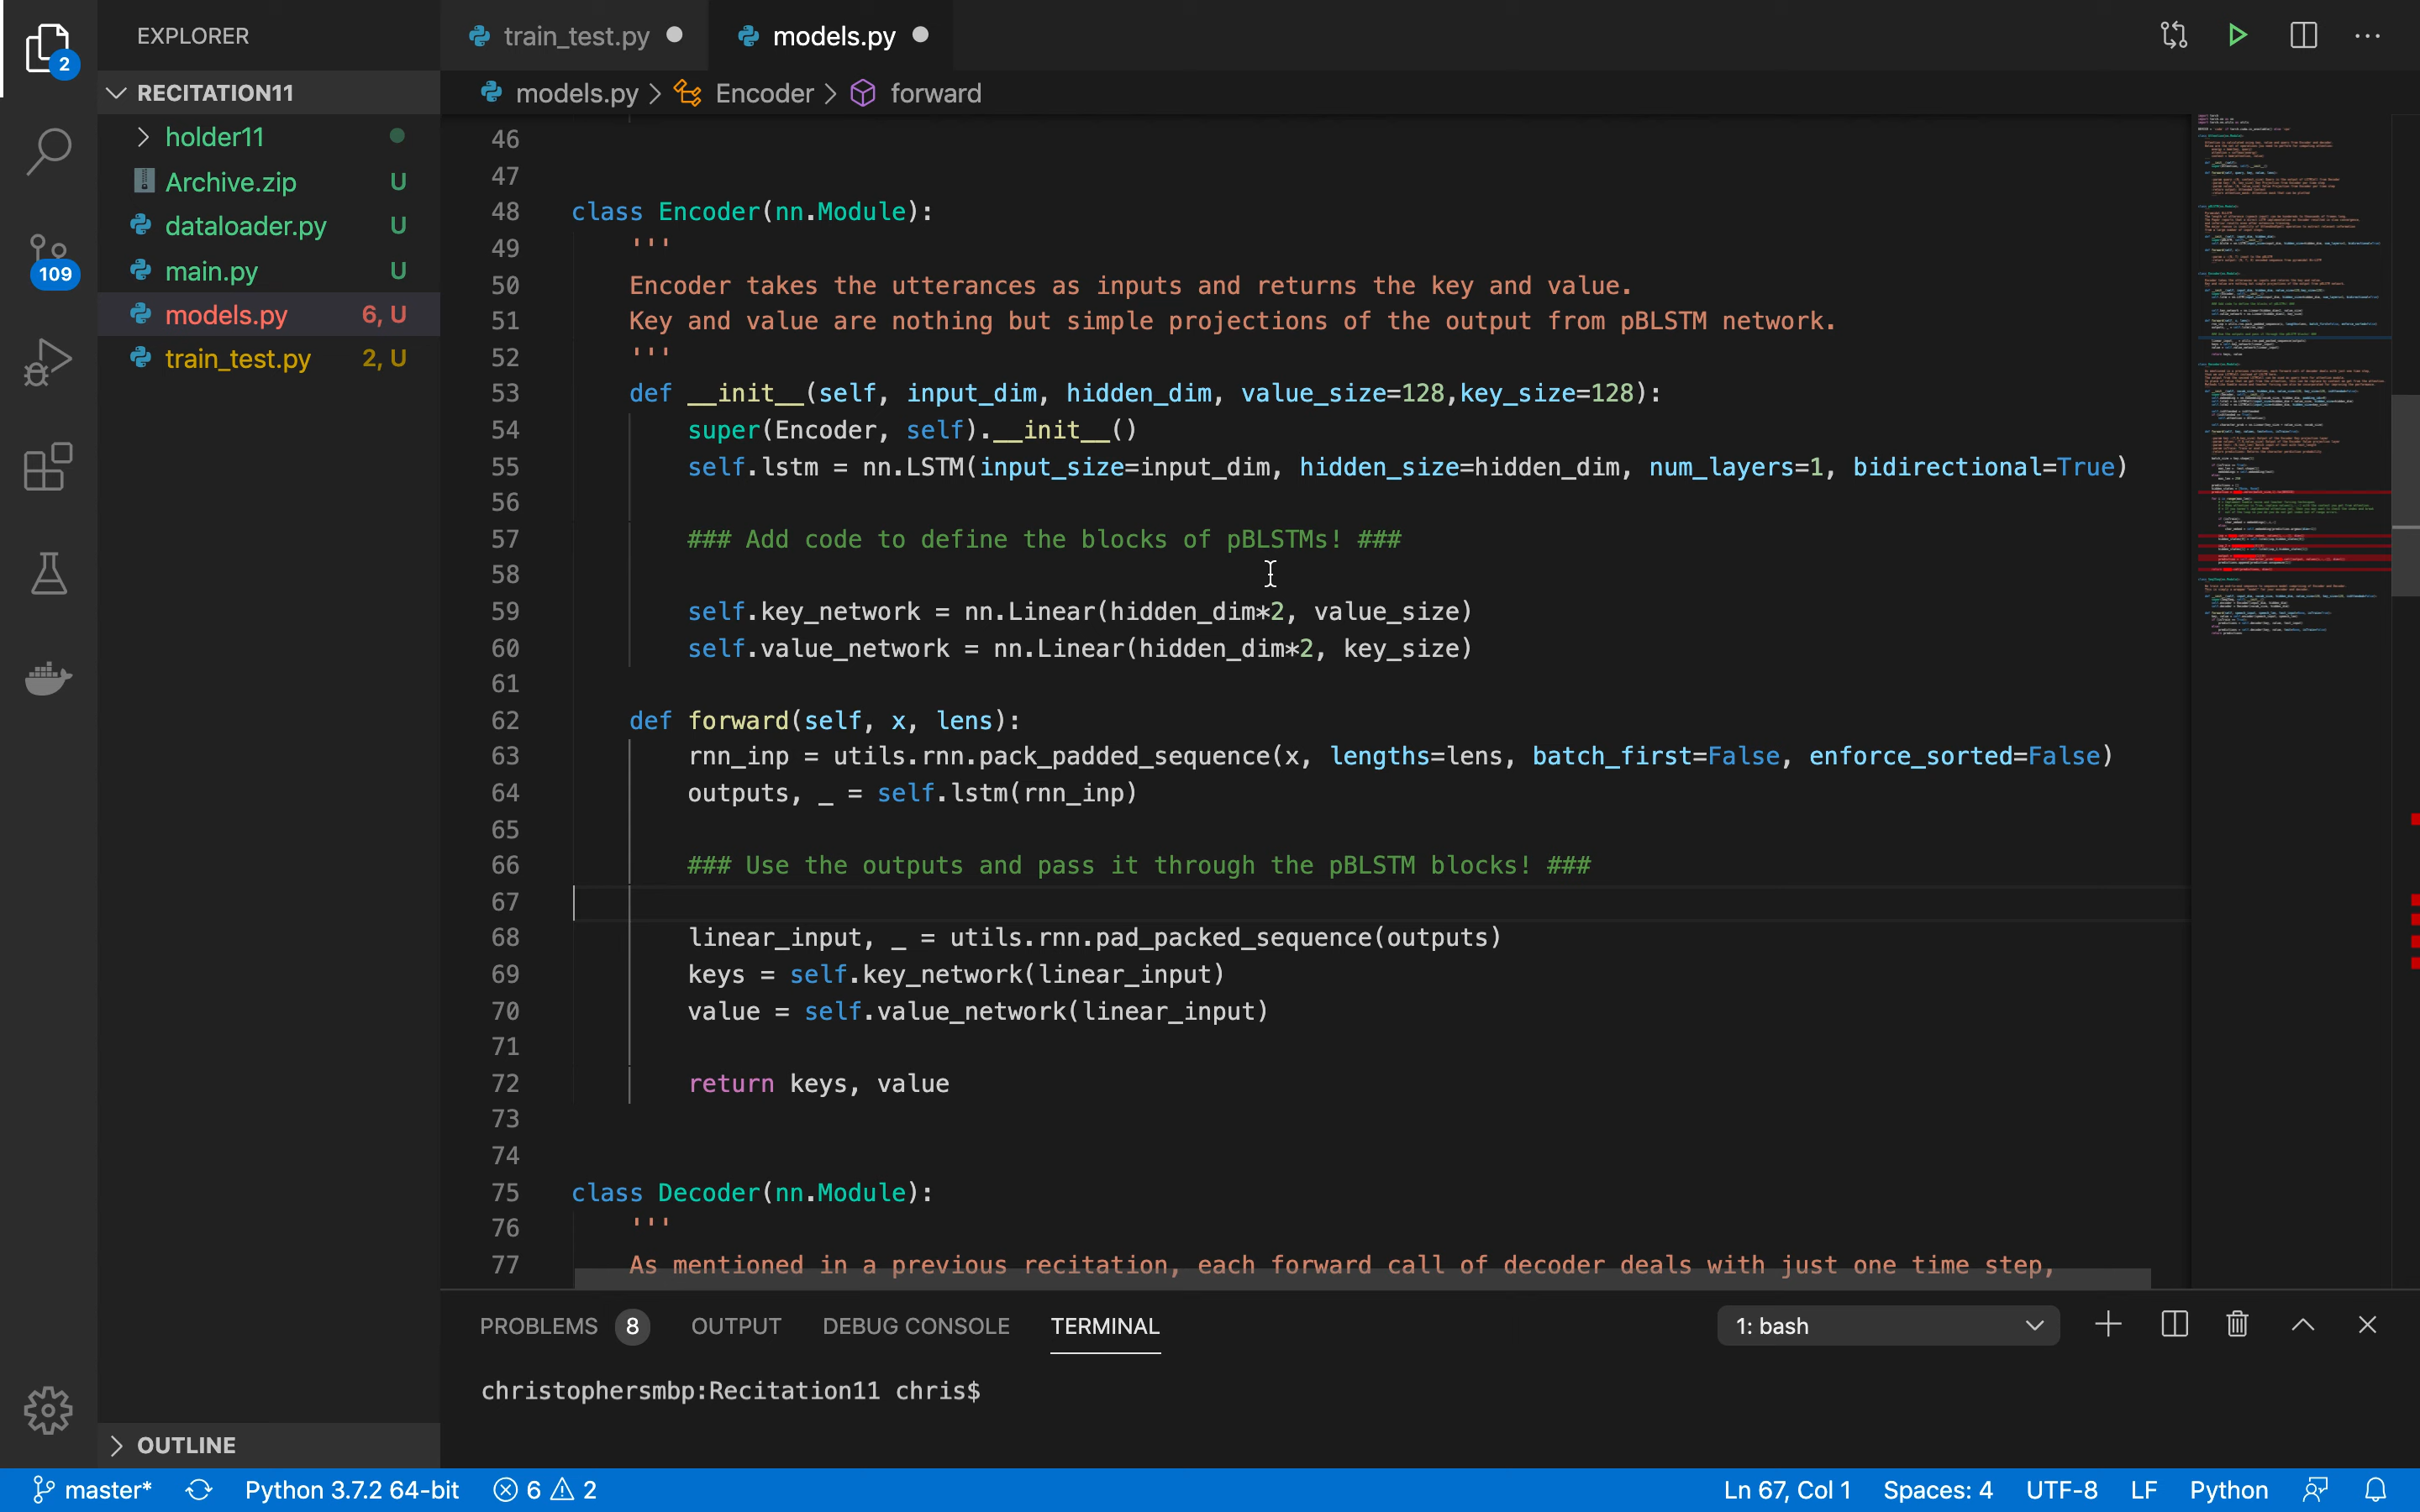 EXPLORER
train_test.py
models.py
2
RECITATION11
models.py > Encoder > forward
holder11
Archive.zip U
dataloader.py U
109
main.py U
models.py 6, U
train_test.py 2, U
46
47
48 class Encoder(nn.Module):
49 '''
50 Encoder takes the utterances as inputs and returns the key and value.
51 Key and value are nothing but simple projections of the output from pBLSTM network.
52 '''
53 def __init__(self, input_dim, hidden_dim, value_size=128,key_size=128):
54 super(Encoder, self).__init__()
55 self.lstm = nn.LSTM(input_size=input_dim, hidden_size=hidden_dim, num_layers=1, bidirectional=True)
56
57 ### Add code to define the blocks of pBLSTMs! ###
58
59 self.key_network = nn.Linear(hidden_dim*2, value_size)
60 self.value_network = nn.Linear(hidden_dim*2, key_size)
61
62 def forward(self, x, lens):
63 rnn_inp = utils.rnn.pack_padded_sequence(x, lengths=lens, batch_first=False, enforce_sorted=False)
64 outputs, _ = self.lstm(rnn_inp)
65
66 ### Use the outputs and pass it through the pBLSTM blocks! ###
67
68 linear_input, _ = utils.rnn.pad_packed_sequence(outputs)
69 keys = self.key_network(linear_input)
70 value = self.value_network(linear_input)
71
72 return keys, value
73
74
75 class Decoder(nn.Module):
76 '''
77 As mentioned in a previous recitation, each forward call of decoder deals with just one time step,
PROBLEMS 8 OUTPUT DEBUG CONSOLE TERMINAL 1: bash
christophersmbp:Recitation11 chris$
OUTLINE
master* Python 3.7.2 64-bit 6 2 Ln 67, Col 1 Spaces: 4 UTF-8 LF Python